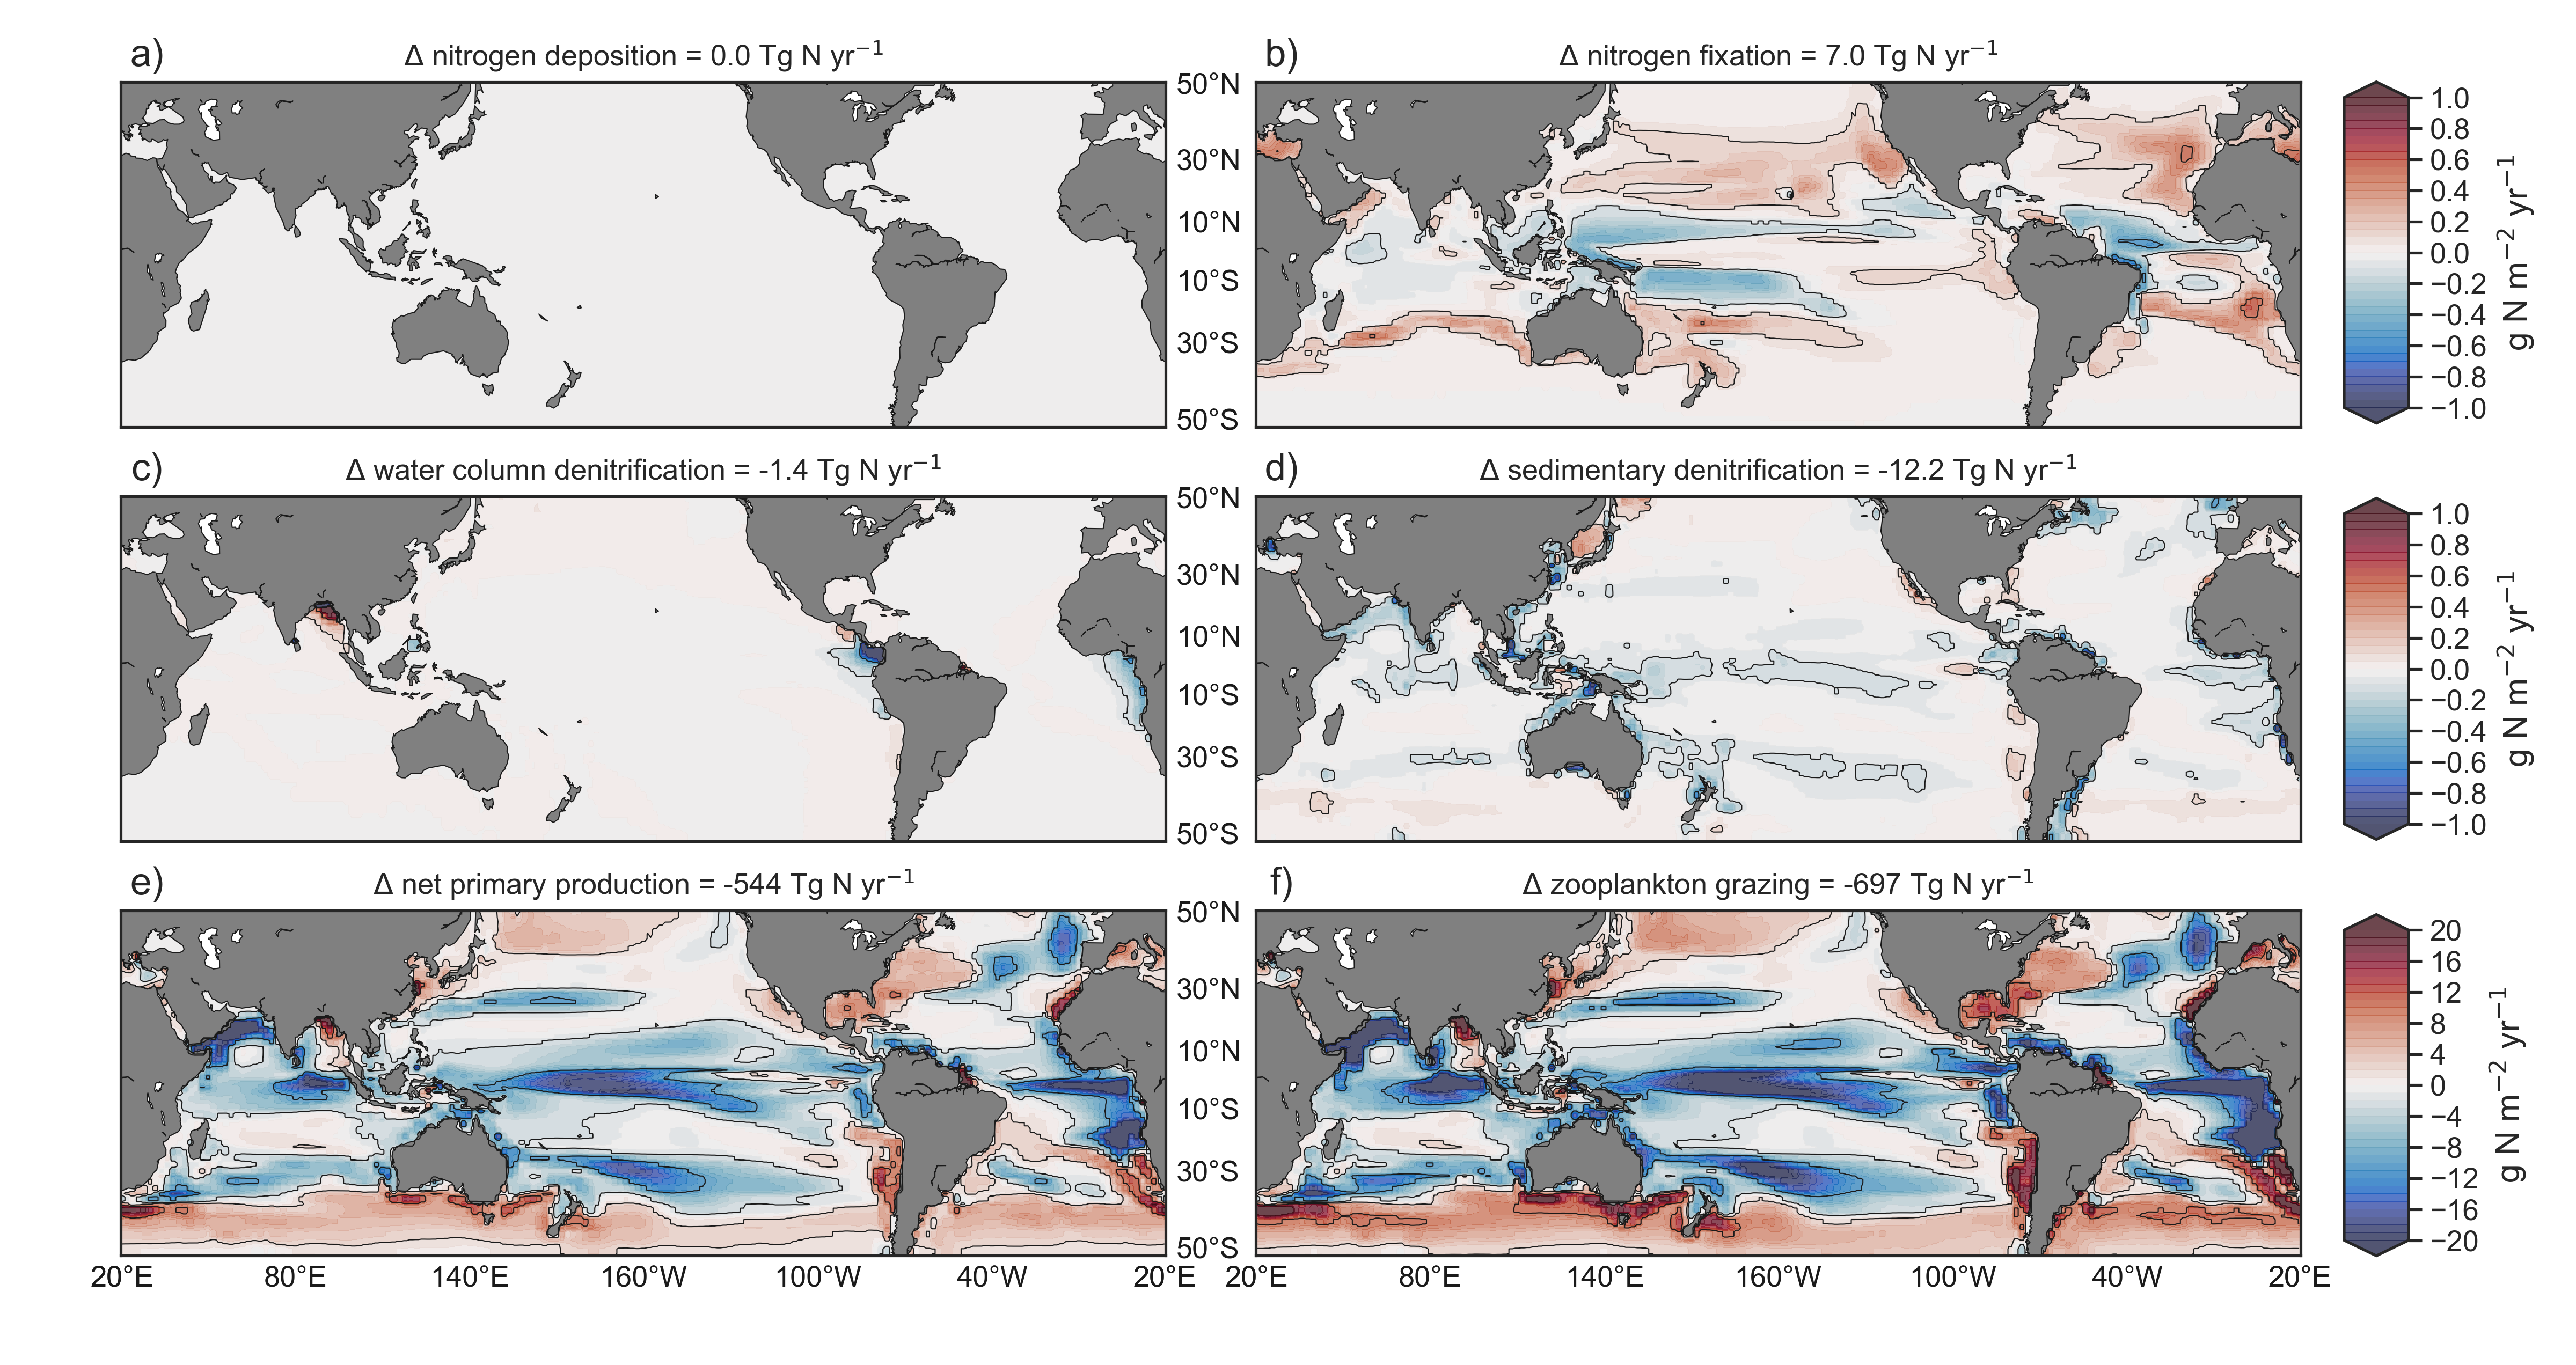 a) Δ nitrogen deposition = 0.0 Tg N yr⁻¹
b) Δ nitrogen fixation = 7.0 Tg N yr⁻¹
50°N
30°N
10°N
10°S
30°S
50°S
1.0
0.8
0.6
0.4
0.2
0.0
−0.2
−0.4
−0.6
−0.8
−1.0
g N m⁻² yr⁻¹
c) Δ water column denitrification = -1.4 Tg N yr⁻¹
d) Δ sedimentary denitrification = -12.2 Tg N yr⁻¹
50°N
30°N
10°N
10°S
30°S
50°S
1.0
0.8
0.6
0.4
0.2
0.0
−0.2
−0.4
−0.6
−0.8
−1.0
g N m⁻² yr⁻¹
e) Δ net primary production = -544 Tg N yr⁻¹
f) Δ zooplankton grazing = -697 Tg N yr⁻¹
50°N
30°N
10°N
10°S
30°S
50°S
20
16
12
8
4
0
−4
−8
−12
−16
−20
g N m⁻² yr⁻¹
20°E 80°E 140°E 160°W 100°W 40°W 20°E
20°E 80°E 140°E 160°W 100°W 40°W 20°E